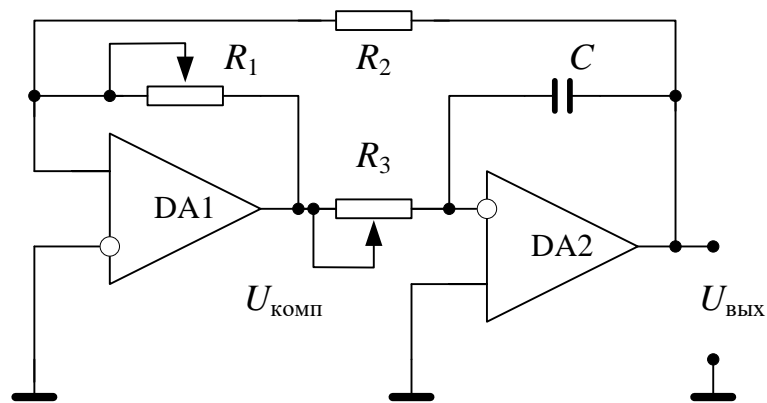 R₁
R₂
C
R₃
DA1
DA2
Uкомп
Uвых